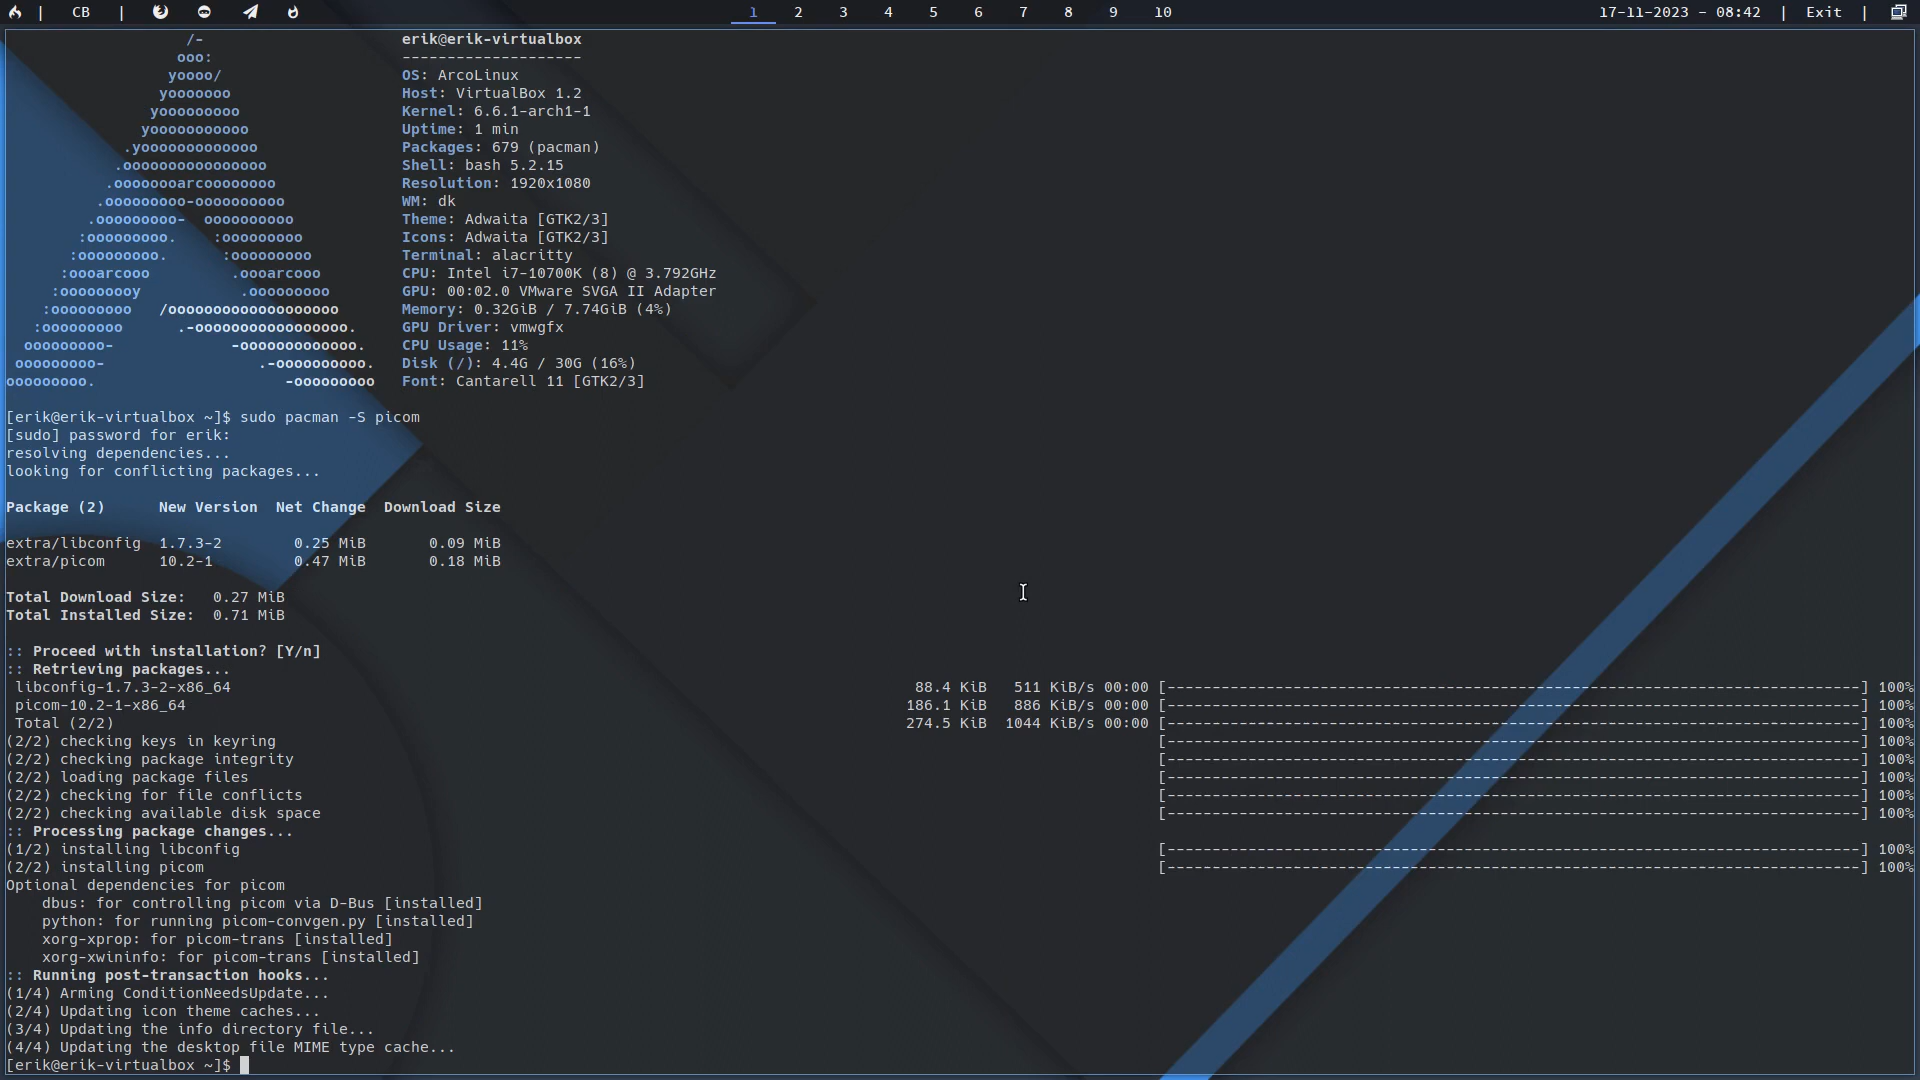 | CB | 1 2 3 4 5 6 7 8 9 10 17-11-2023 - 08:42 | Exit |
/- erik@erik-virtualbox
ooo: -------------------
yoooo/ OS: ArcoLinux
yooooooo Host: VirtualBox 1.2
yooooooooo Kernel: 6.6.1-arch1-1
yooooooooooo Uptime: 1 min
.yooooooooooooo Packages: 679 (pacman)
.oooooooooooooooo Shell: bash 5.2.15
.oooooooarcoooooooo Resolution: 1920x1080
.ooooooooo-oooooooooo WM: dk
.ooooooooo-  oooooooooo Theme: Adwaita [GTK2/3]
:ooooooooo.    :ooooooooo Icons: Adwaita [GTK2/3]
:ooooooooo.      :ooooooooo Terminal: alacritty
:oooarcooo         .oooarcooo CPU: Intel i7-10700K (8) @ 3.792GHz
:ooooooooy           .ooooooooo GPU: 00:02.0 VMware SVGA II Adapter
:ooooooooo   /ooooooooooooooooooo Memory: 0.32GiB / 7.74GiB (4%)
:ooooooooo      .-ooooooooooooooooo. GPU Driver: vmwgfx
ooooooooo-             -ooooooooooooo. CPU Usage: 11%
ooooooooo-                 .-oooooooooo. Disk (/): 4.4G / 30G (16%)
ooooooooo.                     -ooooooooo Font: Cantarell 11 [GTK2/3]
[erik@erik-virtualbox ~]$ sudo pacman -S picom
[sudo] password for erik:
resolving dependencies...
looking for conflicting packages...
Package (2) New Version Net Change Download Size
extra/libconfig 1.7.3-2 0.25 MiB 0.09 MiB
extra/picom 10.2-1 0.47 MiB 0.18 MiB
Total Download Size: 0.27 MiB
Total Installed Size: 0.71 MiB
:: Proceed with installation? [Y/n]
:: Retrieving packages...
libconfig-1.7.3-2-x86_64 88.4 KiB 511 KiB/s 00:00 [-----------------------------------------------------------------------------] 100%
picom-10.2-1-x86_64 186.1 KiB 886 KiB/s 00:00 [-----------------------------------------------------------------------------] 100%
Total (2/2) 274.5 KiB 1044 KiB/s 00:00 [-----------------------------------------------------------------------------] 100%
(2/2) checking keys in keyring [-----------------------------------------------------------------------------] 100%
(2/2) checking package integrity [-----------------------------------------------------------------------------] 100%
(2/2) loading package files [-----------------------------------------------------------------------------] 100%
(2/2) checking for file conflicts [-----------------------------------------------------------------------------] 100%
(2/2) checking available disk space [-----------------------------------------------------------------------------] 100%
:: Processing package changes...
(1/2) installing libconfig [-----------------------------------------------------------------------------] 100%
(2/2) installing picom [-----------------------------------------------------------------------------] 100%
Optional dependencies for picom
dbus: for controlling picom via D-Bus [installed]
python: for running picom-convgen.py [installed]
xorg-xprop: for picom-trans [installed]
xorg-xwininfo: for picom-trans [installed]
:: Running post-transaction hooks...
(1/4) Arming ConditionNeedsUpdate...
(2/4) Updating icon theme caches...
(3/4) Updating the info directory file...
(4/4) Updating the desktop file MIME type cache...
[erik@erik-virtualbox ~]$